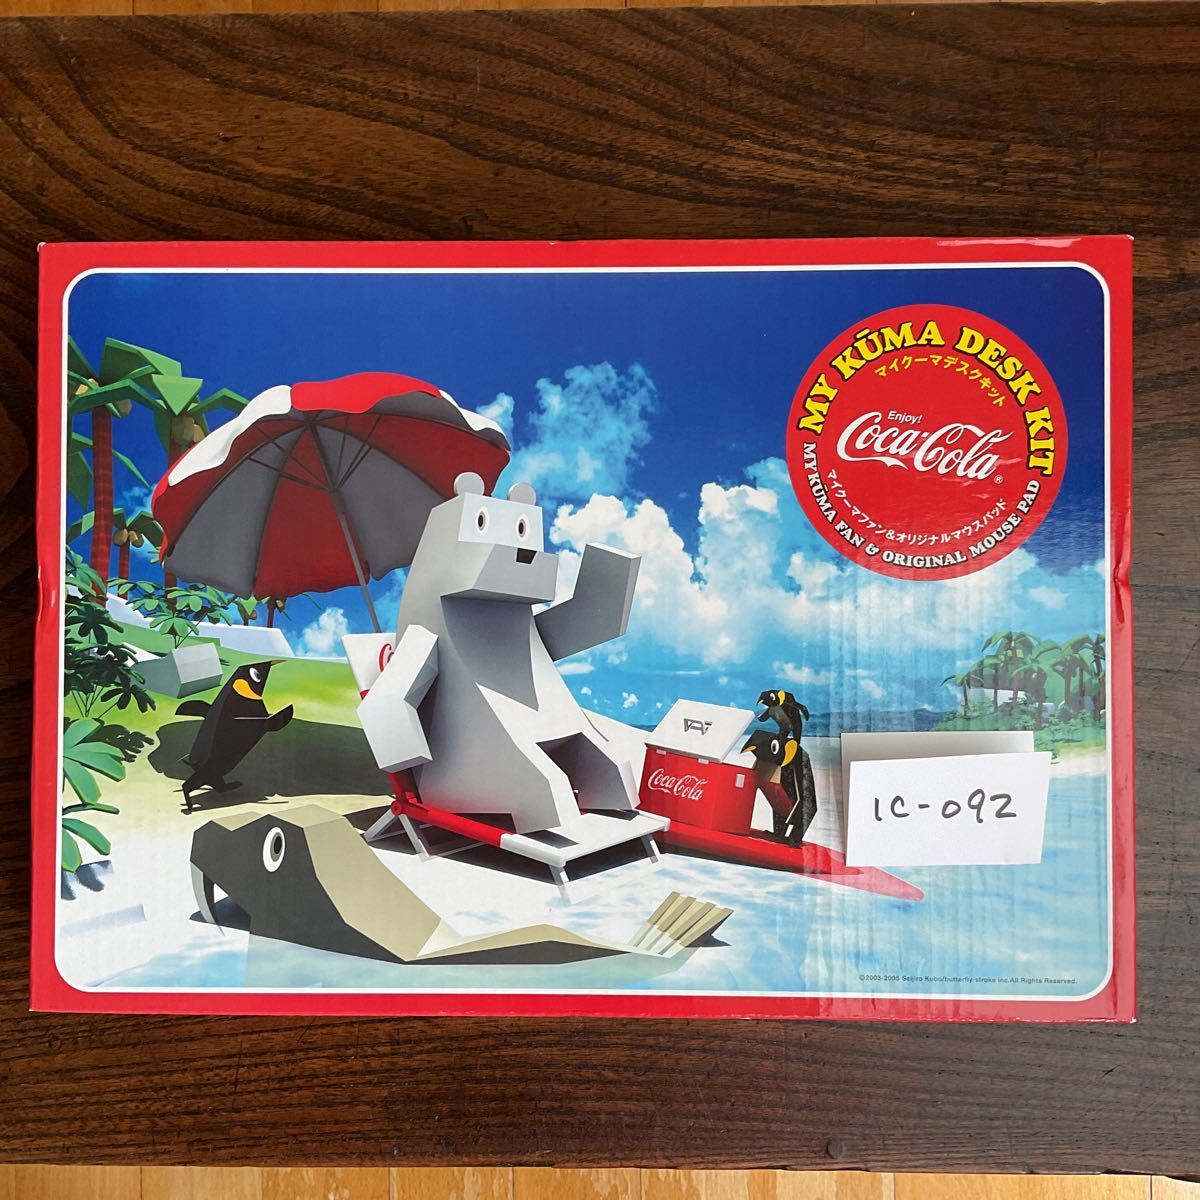 MY KŪMA DESK KIT
マイクーマデスクキット
Enjoy!
Coca-Cola
®
マイクーマファン&オリジナルマウスパッド
MY KŪMA FAN & ORIGINAL MOUSE PAD
Coca-Cola
1C-092
©2003-2005 Seijiro Kubo/butterfly·stroke inc.All Rights Reserved.